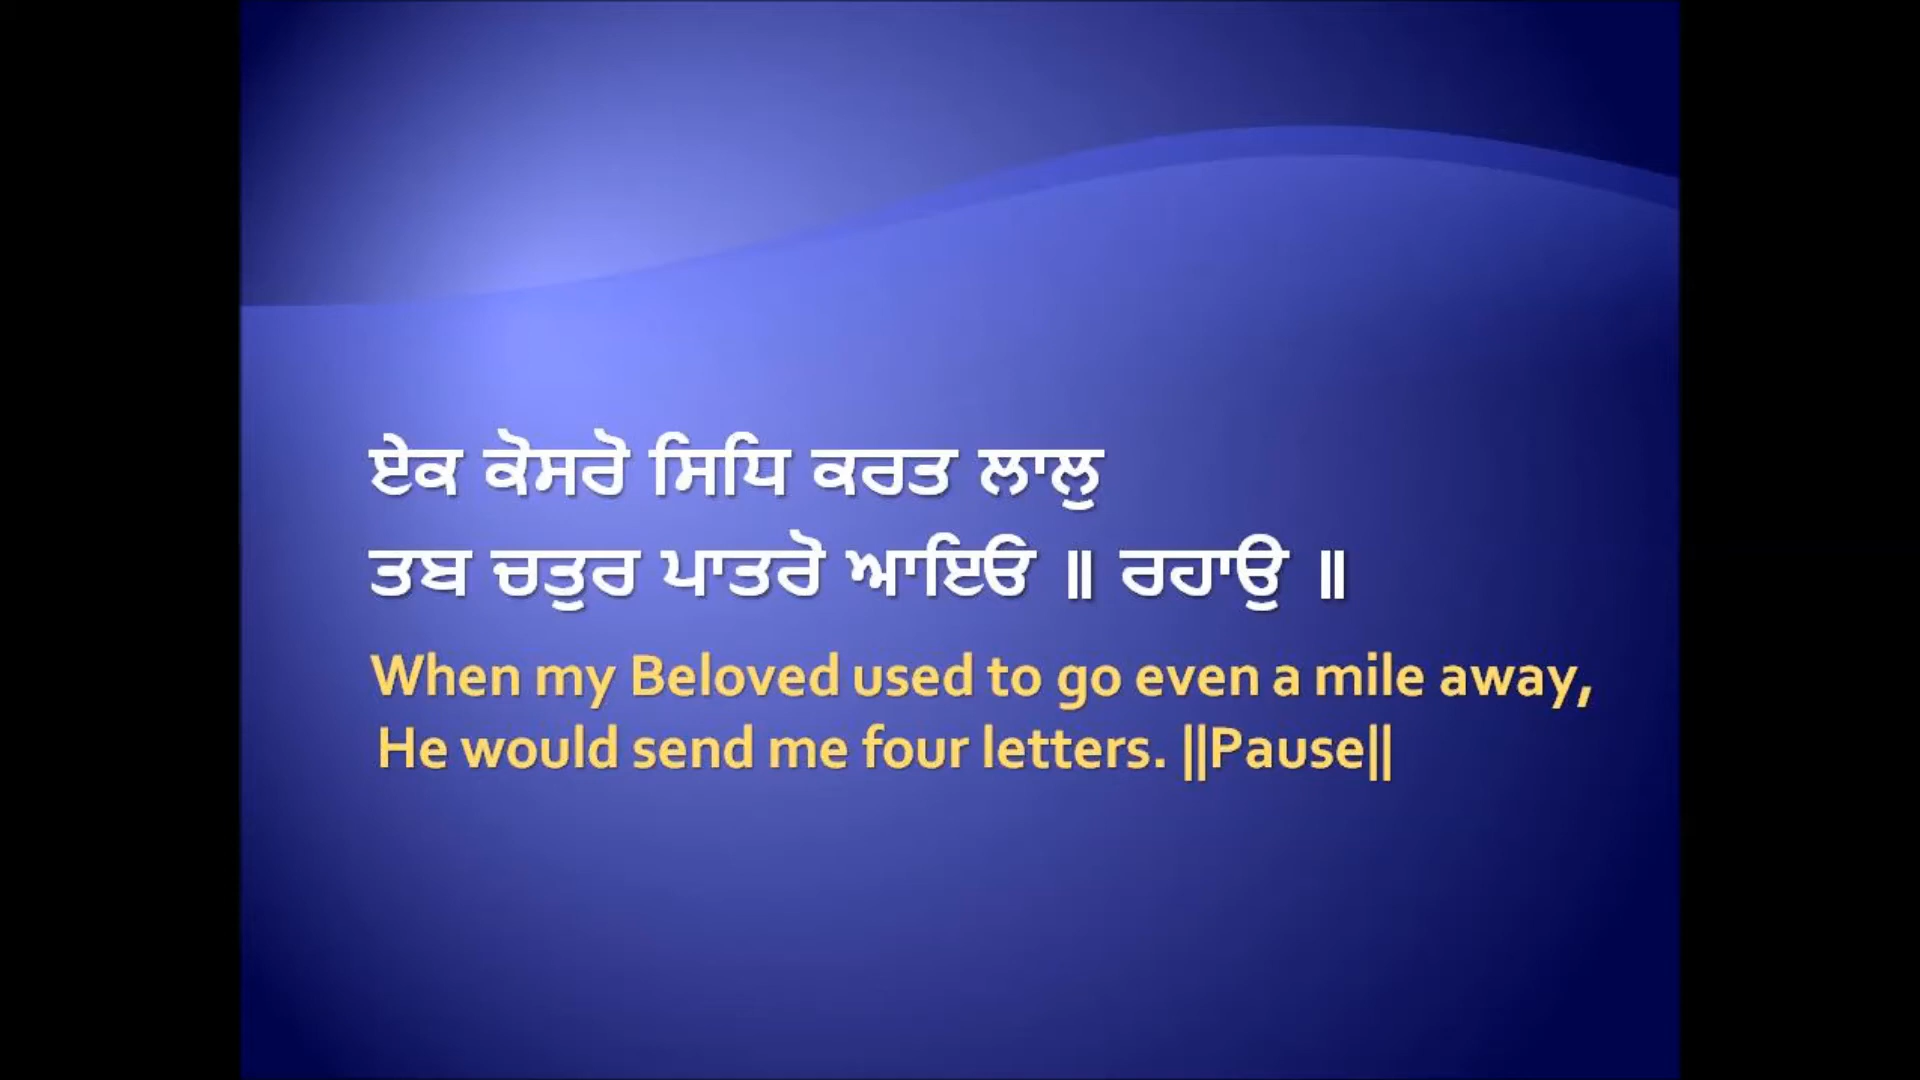 ਏਕ ਕੋਸਰੋ ਸਿਧਿ ਕਰਤ ਲਾਲੁ
ਤਬ ਚਤੁਰ ਪਾਤਰੋ ਆਇਓ ॥ ਰਹਾਉ ॥
When my Beloved used to go even a mile away,
He would send me four letters. ||Pause||